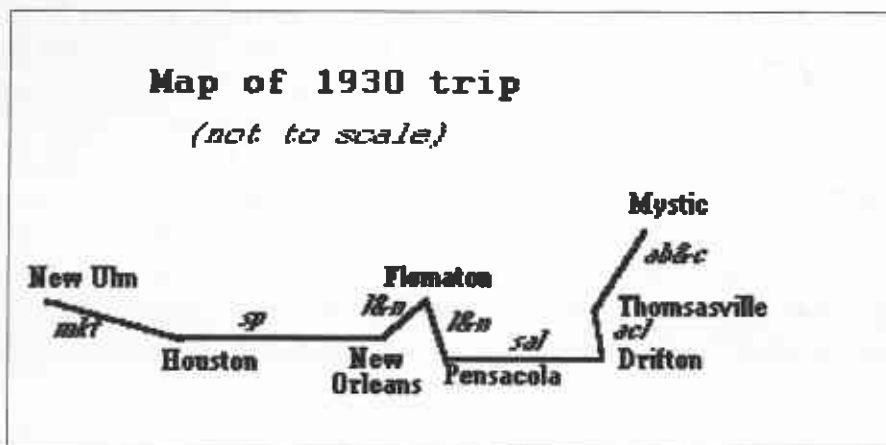 Map of 1930 trip
(not to scale)
Mystic
ab&c
New Ulm
Flomaton
mkt
sp
l&n
l&n
Thomsasville
acl
Houston
New
Orleans
sal
Pensacola
Drifton